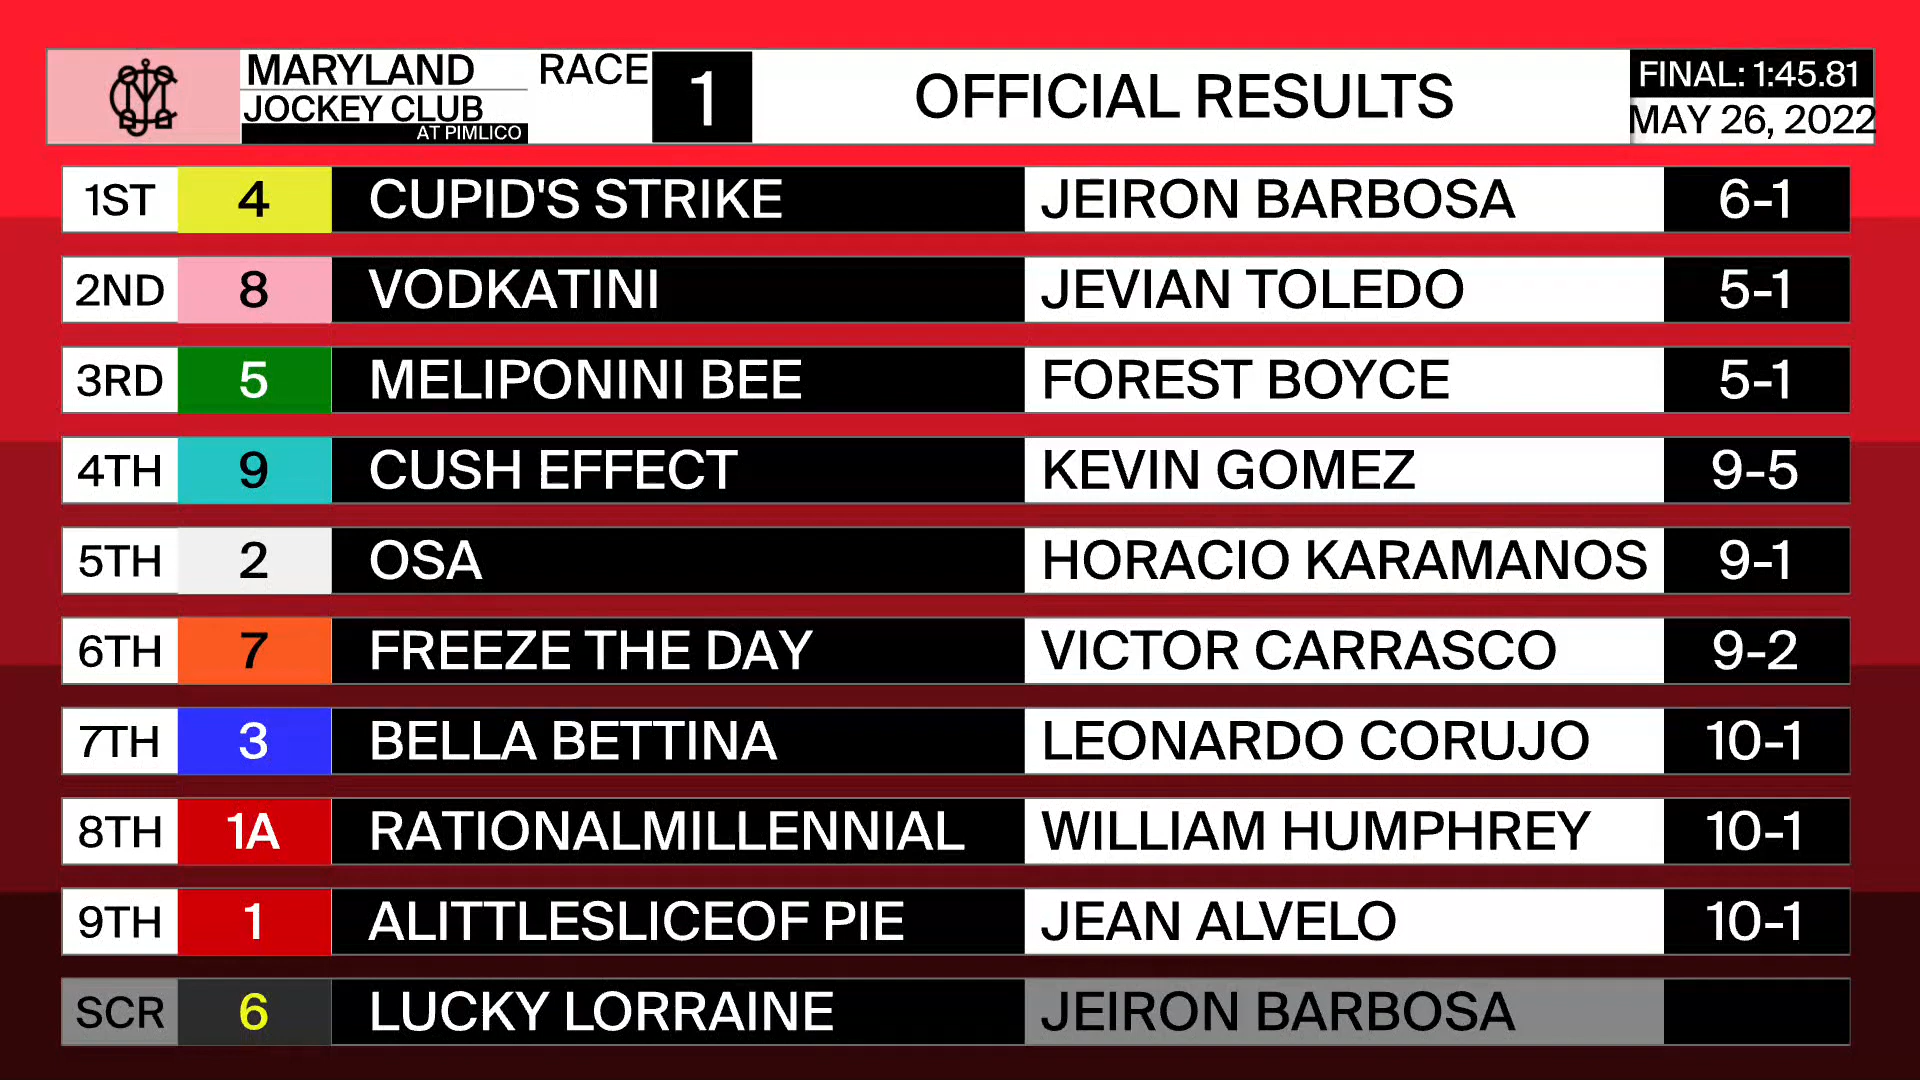 MARYLAND
JOCKEY CLUB
AT PIMLICO
RACE 1
OFFICIAL RESULTS
FINAL: 1:45.81
MAY 26, 2022
1ST 4 CUPID'S STRIKE JEIRON BARBOSA 6-1
2ND 8 VODKATINI JEVIAN TOLEDO 5-1
3RD 5 MELIPONINI BEE FOREST BOYCE 5-1
4TH 9 CUSH EFFECT KEVIN GOMEZ 9-5
5TH 2 OSA HORACIO KARAMANOS 9-1
6TH 7 FREEZE THE DAY VICTOR CARRASCO 9-2
7TH 3 BELLA BETTINA LEONARDO CORUJO 10-1
8TH 1A RATIONALMILLENNIAL WILLIAM HUMPHREY 10-1
9TH 1 ALITTLESLICEOF PIE JEAN ALVELO 10-1
SCR 6 LUCKY LORRAINE JEIRON BARBOSA